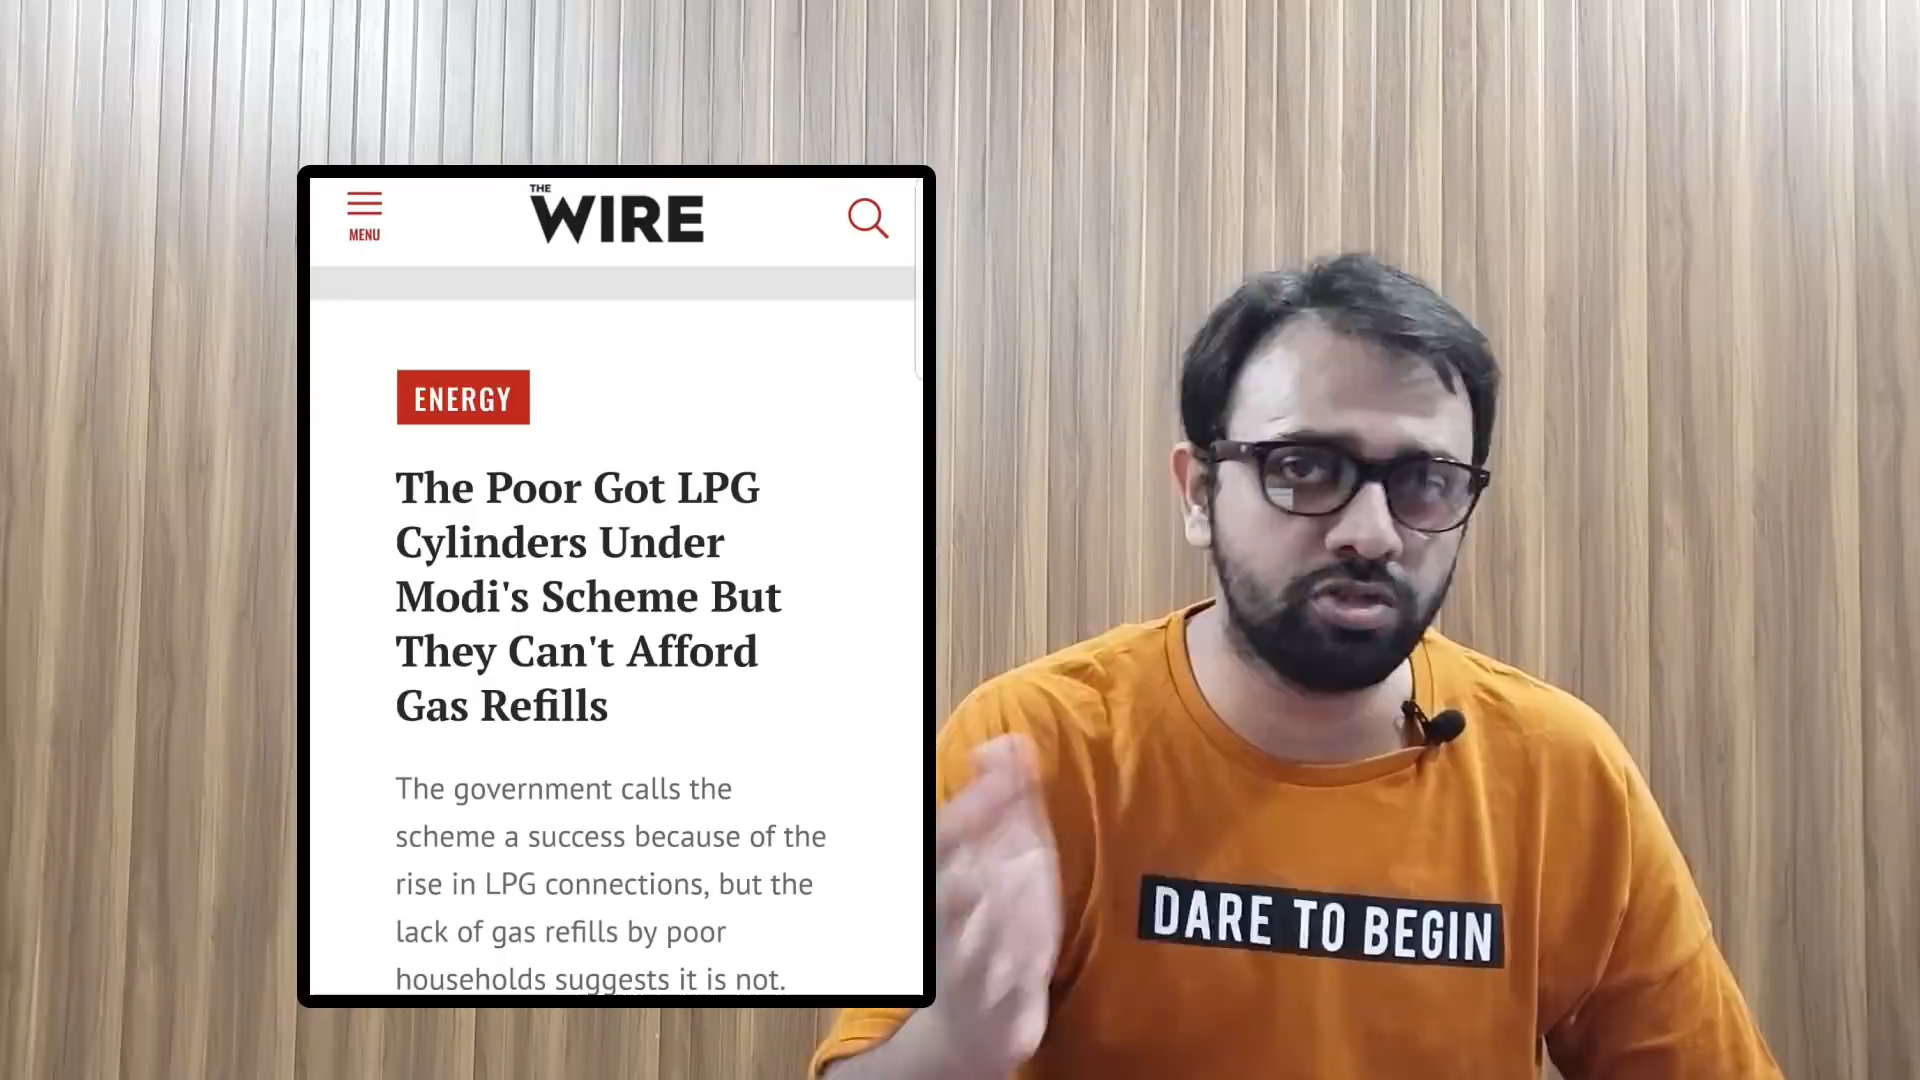 MENU
THE
WIRE
ENERGY
The Poor Got LPG
Cylinders Under
Modi's Scheme But
They Can't Afford
Gas Refills
The government calls the
scheme a success because of the
rise in LPG connections, but the
lack of gas refills by poor
households suggests it is not.
DARE TO BEGIN